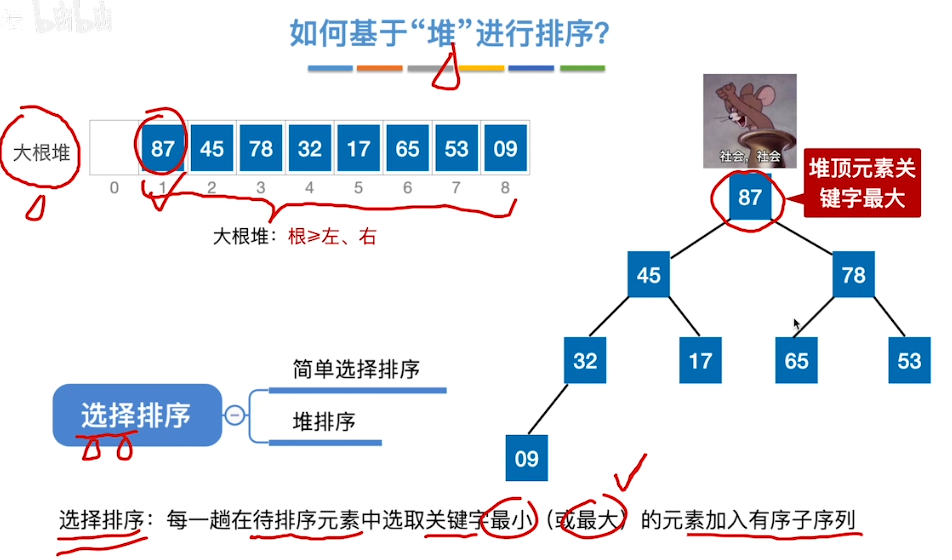 bilibili
如何基于“堆”进行排序?
大根堆
87 45 78 32 17 65 53 09
0 1 2 3 4 5 6 7 8
大根堆：根≥左、右
社会，社会
堆顶元素关
键字最大
87
45 78
32 17 65 53
09
选择排序
简单选择排序
堆排序
选择排序：每一趟在待排序元素中选取关键字最小（或最大）的元素加入有序子序列